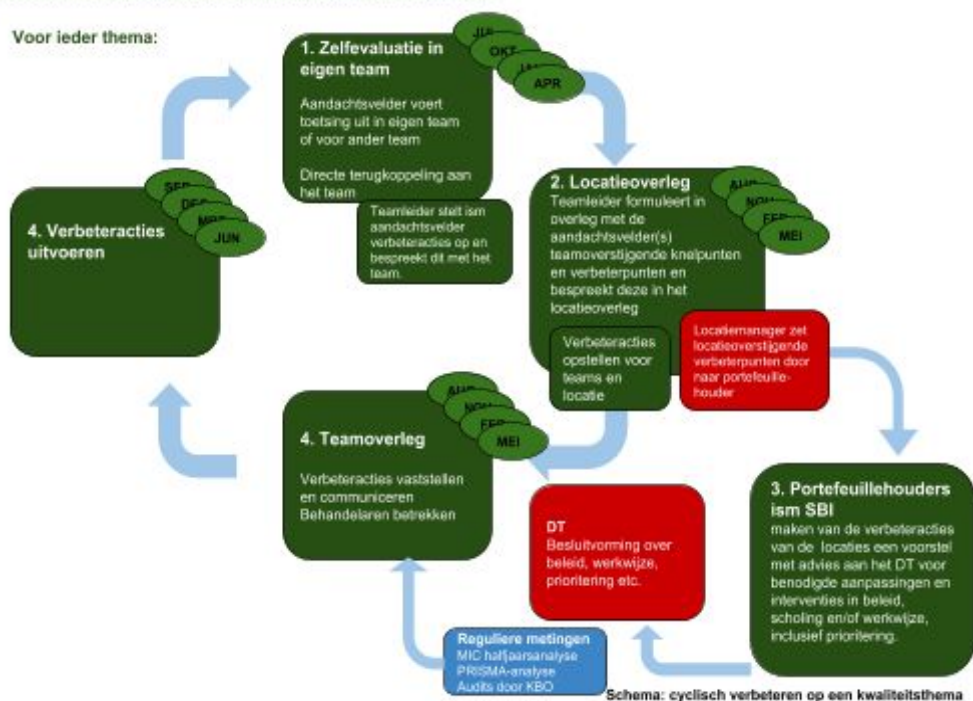 Voor ieder thema:
JUL
OKT
JAN
APR
1. Zelfevaluatie in
eigen team
Aandachtsvelder voert
toetsing uit in eigen team
of voor ander team
Directe terugkoppeling aan
het team
Teamleider stelt ism
aandachtsvelder
verbeteracties op en
bespreekt dit met het
team.
AUG
NOV
FEB
MEI
2. Locatieoverleg
Teamleider formuleert in
overleg met de
aandachtsvelder(s)
teamoverstijgende knelpunten
en verbeterpunten en
bespreekt deze in het
locatieoverleg
Verbeteracties
opstellen voor
teams en
locatie
Locatiemanager zet
locatieoverstijgende
verbeterpunten door
naar portefeuille-
houder
3. Portefeuillehouders
ism SBI
maken van de verbeteracties
van de locaties een voorstel
met advies aan het DT voor
benodigde aanpassingen en
interventies in beleid,
scholing en/of werkwijze,
inclusief prioritering.
DT
Besluitvorming over
beleid, werkwijze,
prioritering etc.
AUG
NOV
FEB
MEI
4. Teamoverleg
Verbeteracties vaststellen
en communiceren
Behandelaren betrekken
Reguliere metingen
MIC halfjaarsanalyse
PRISMA-analyse
Audits door KBO
SEP
DEC
MRT
JUN
4. Verbeteracties
uitvoeren
Schema: cyclisch verbeteren op een kwaliteitsthema